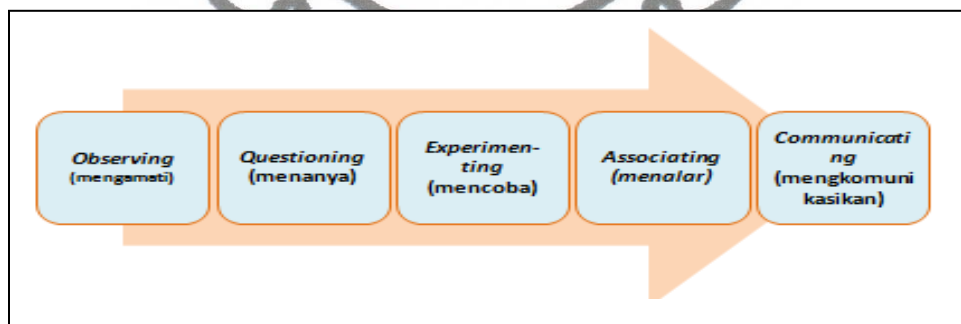 Observing
(mengamati)
Questioning
(menanya)
Experimen-
ting
(mencoba)
Associating
(menalar)
Communicati
ng
(mengkomuni
kasikan)